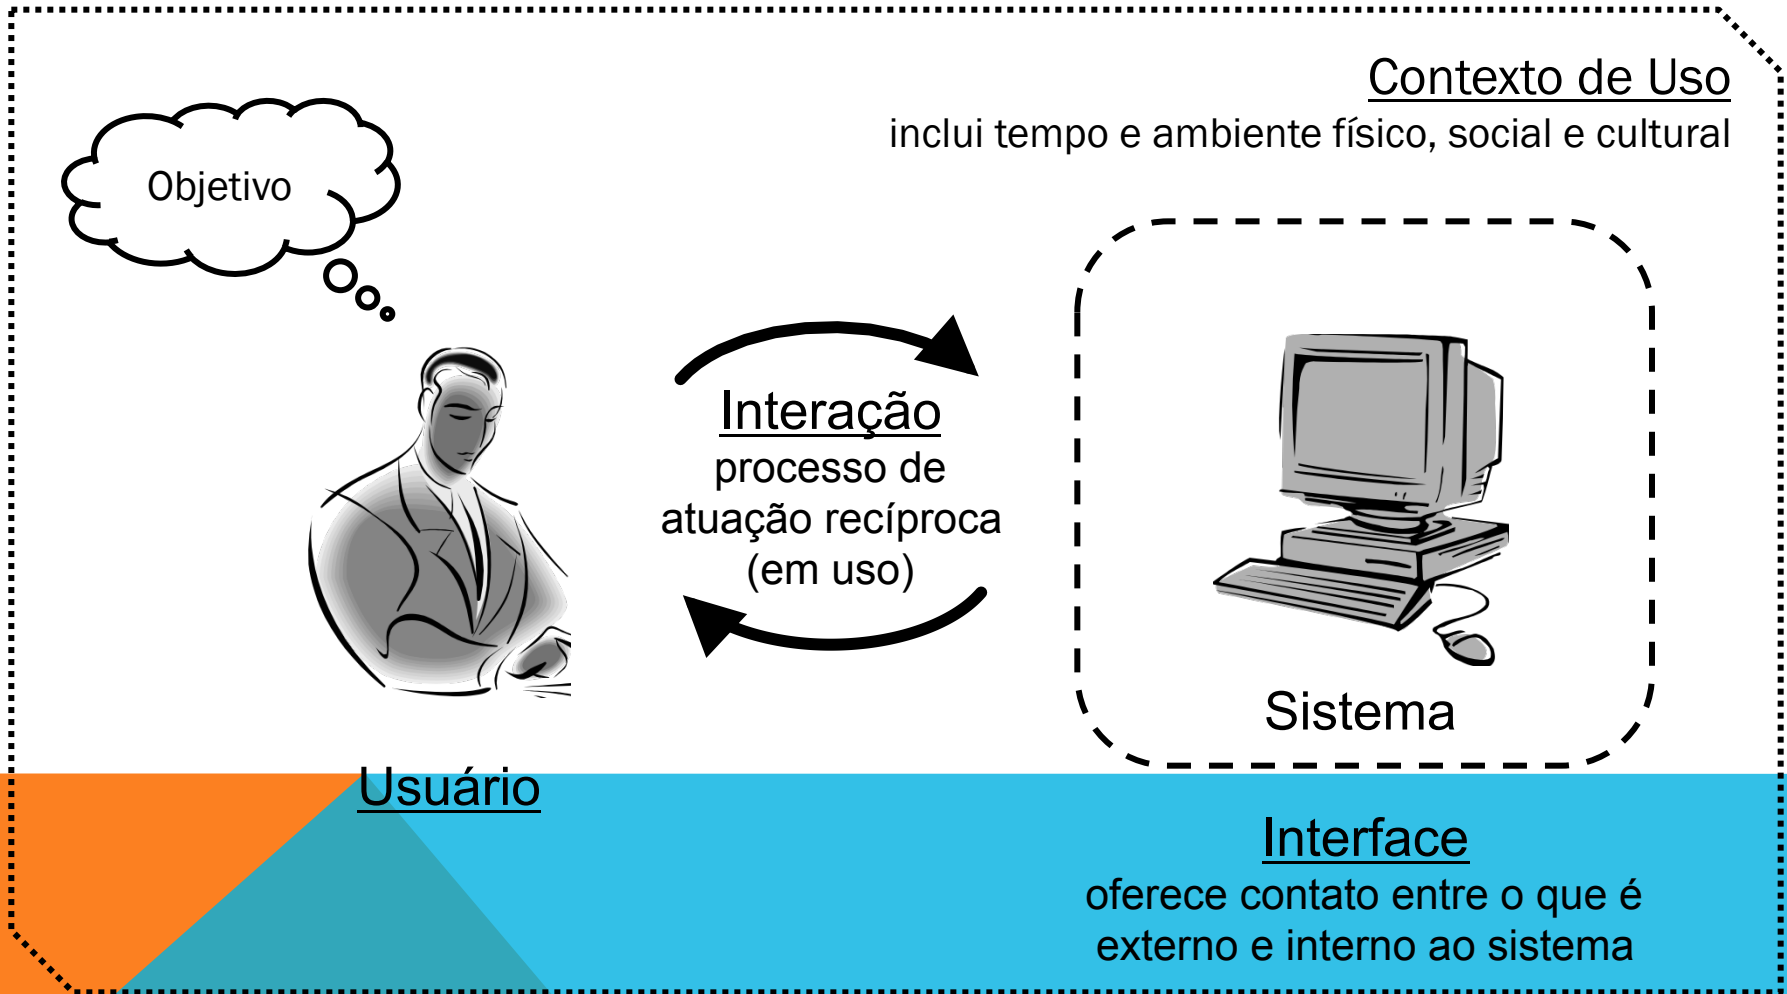 Contexto de Uso
inclui tempo e ambiente físico, social e cultural
Objetivo
Interação
processo de
atuação recíproca
(em uso)
Sistema
Usuário
Interface
oferece contato entre o que é
externo e interno ao sistema